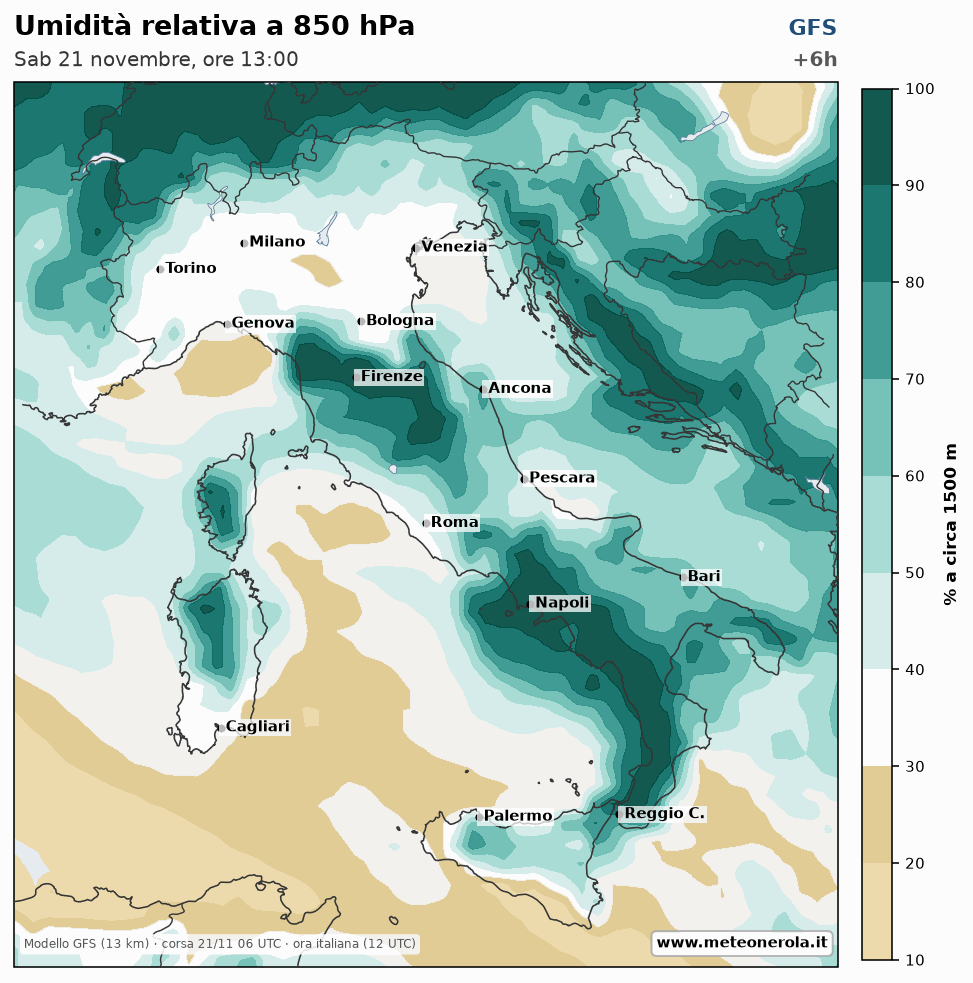 Umidità relativa a 850 hPa
GFS
Sab 21 novembre, ore 13:00
+6h
100
90
80
70
60
50
40
30
20
10
% a circa 1500 m
Milano
Venezia
Torino
Genova
Bologna
Firenze
Ancona
Pescara
Roma
Bari
Napoli
Cagliari
Palermo
Reggio C.
Modello GFS (13 km) · corsa 21/11 06 UTC · ora italiana (12 UTC)
www.meteonerola.it